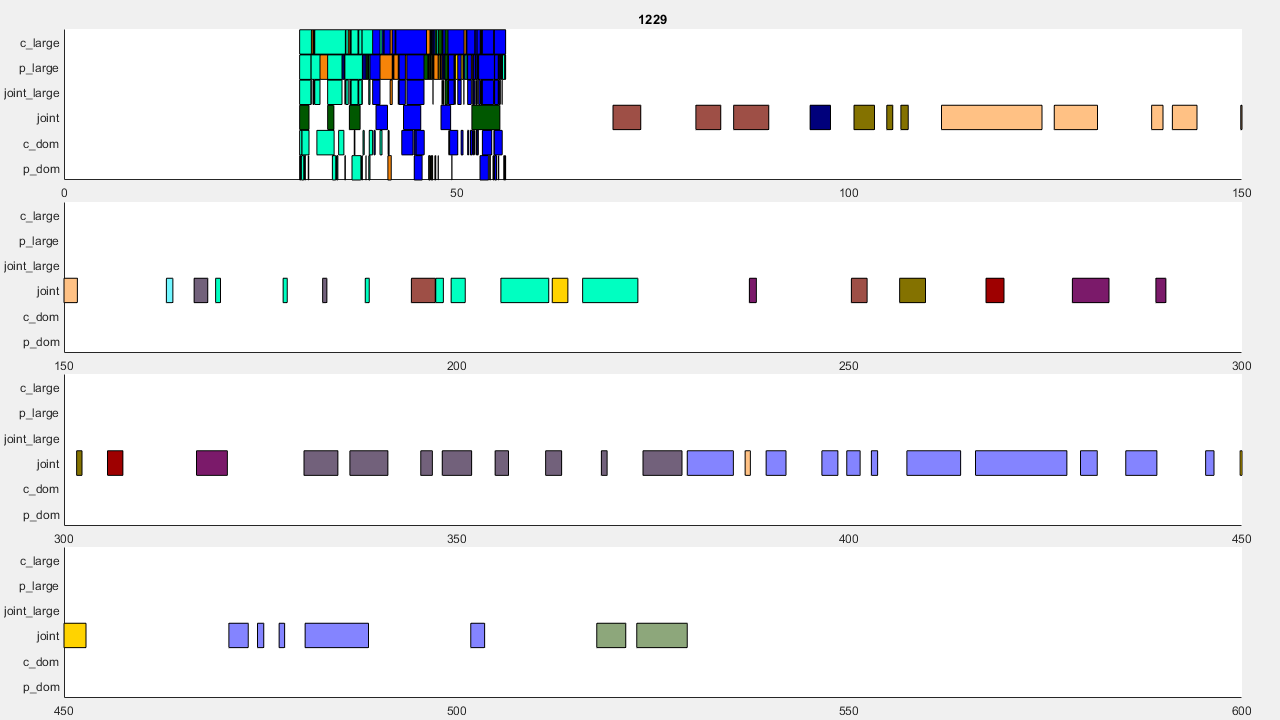 1229
c_large
p_large
joint_large
joint
c_dom
p_dom
0 50 100 150
c_large
p_large
joint_large
joint
c_dom
p_dom
150 200 250 300
c_large
p_large
joint_large
joint
c_dom
p_dom
300 350 400 450
c_large
p_large
joint_large
joint
c_dom
p_dom
450 500 550 600